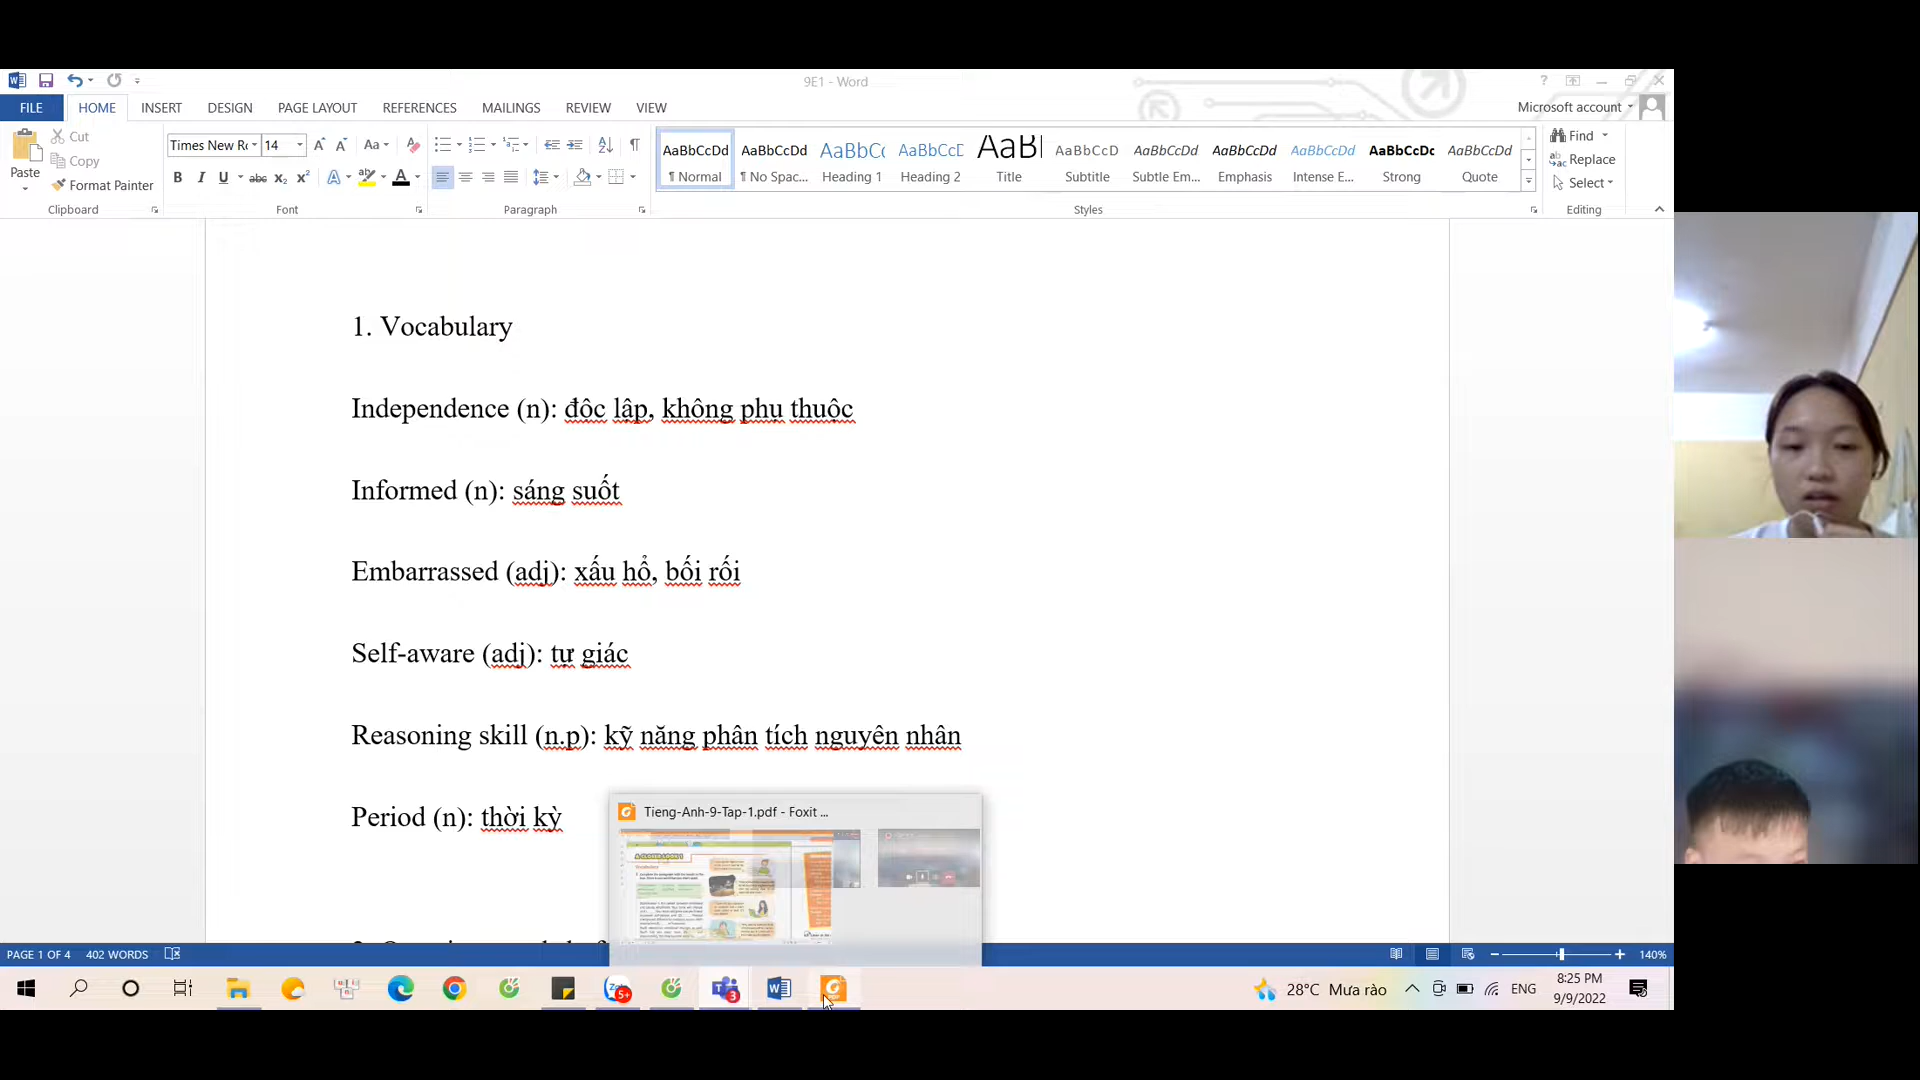 9E1 - Word
FILE HOME INSERT DESIGN PAGE LAYOUT REFERENCES MAILINGS REVIEW VIEW
Microsoft account
Paste
Cut
Copy
Format Painter
Clipboard
Times New Ro 14
Font
Paragraph
AaBbCcDd AaBbCcDd AaBbCc AaBbCcD AaBl AaBbCcD AaBbCcDd AaBbCcDd AaBbCcDd AaBbCcDc AaBbCcDd
¶ Normal ¶ No Spac... Heading 1 Heading 2 Title Subtitle Subtle Em... Emphasis Intense E... Strong Quote
Styles
Find
Replace
Select
Editing
1. Vocabulary
Independence (n): độc lập, không phụ thuộc
Informed (n): sáng suốt
Embarrassed (adj): xấu hổ, bối rối
Self-aware (adj): tự giác
Reasoning skill (n.p): kỹ năng phân tích nguyên nhân
Period (n): thời kỳ
Tieng-Anh-9-Tap-1.pdf - Foxit ...
A CLOSER LOOK 1
Vocabulary
PAGE 1 OF 4 402 WORDS
140%
28°C Mưa rào
ENG
8:25 PM
9/9/2022